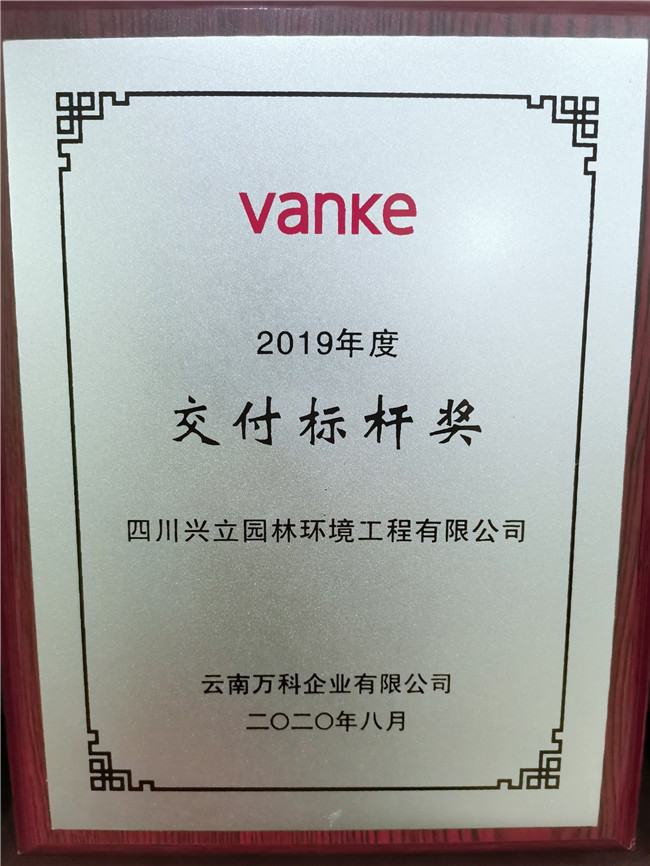 vanke
2019年度
交付标杆奖
四川兴立园林环境工程有限公司
云南万科企业有限公司
二〇二〇年八月